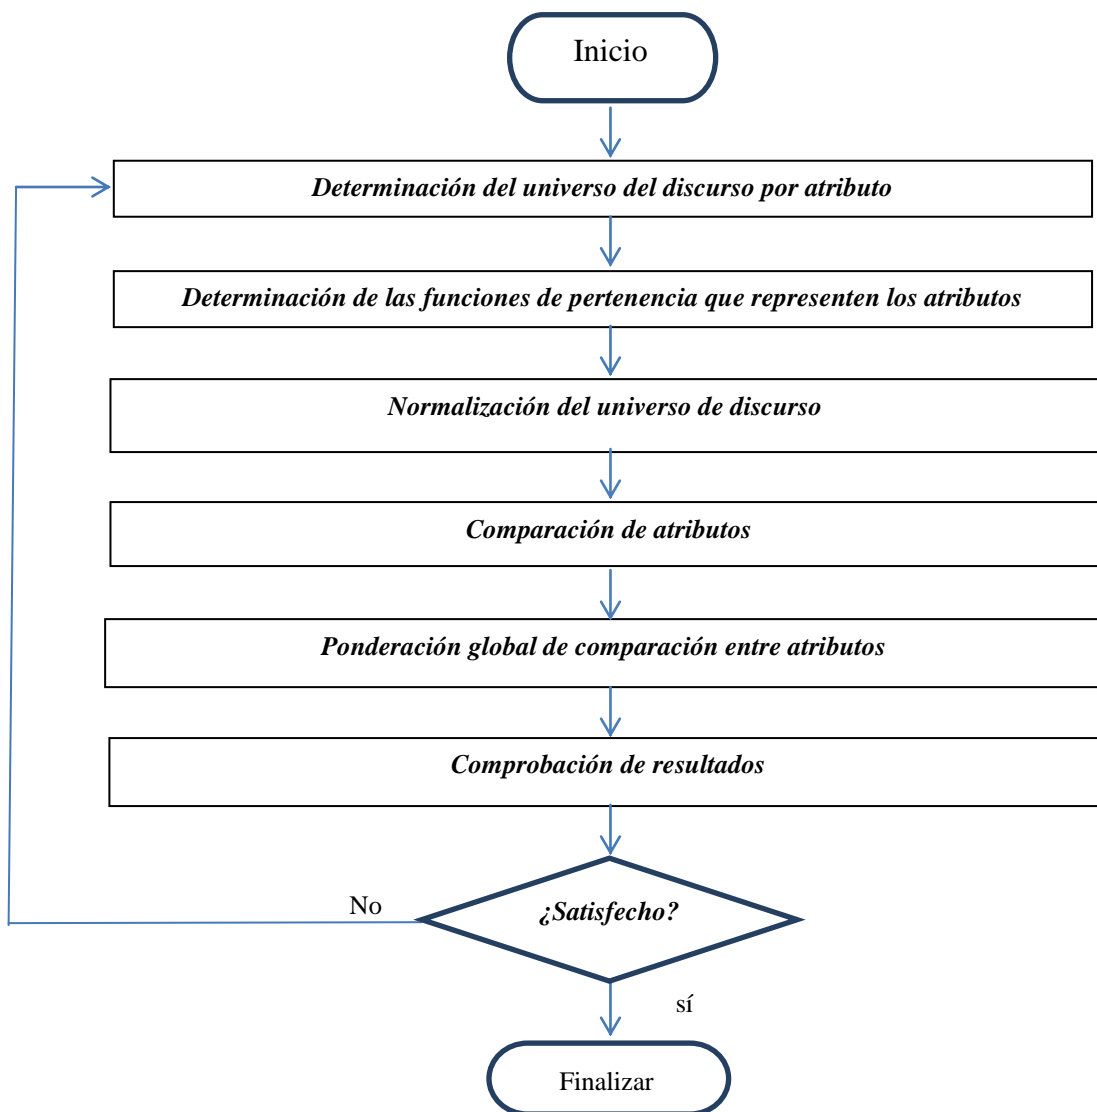 Inicio
Determinación del universo del discurso por atributo
Determinación de las funciones de pertenencia que representen los atributos
Normalización del universo de discurso
Comparación de atributos
Ponderación global de comparación entre atributos
Comprobación de resultados
No
¿Satisfecho?
sí
Finalizar